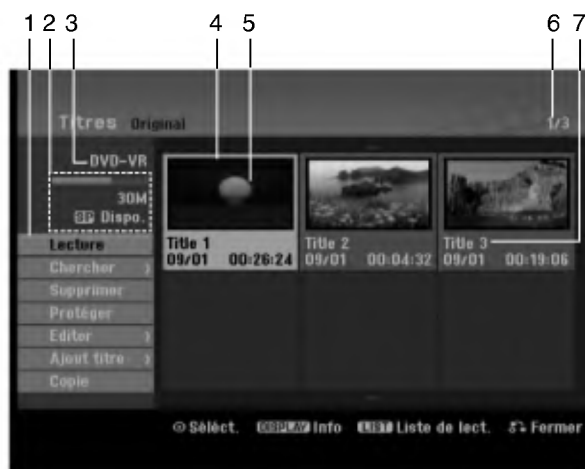 1 2 3 4 5 6 7
Titres Original 1/3
DVD-VR
30M
SP Dispo.
Lecture
Chercher
Supprimer
Protéger
Editer
Ajout titre
Copie
Title 1
09/01 00:26:24
Title 2
09/01 00:04:32
Title 3
09/01 00:19:06
Séléct. DISPLAY Info LIST Liste de lect. Fermer